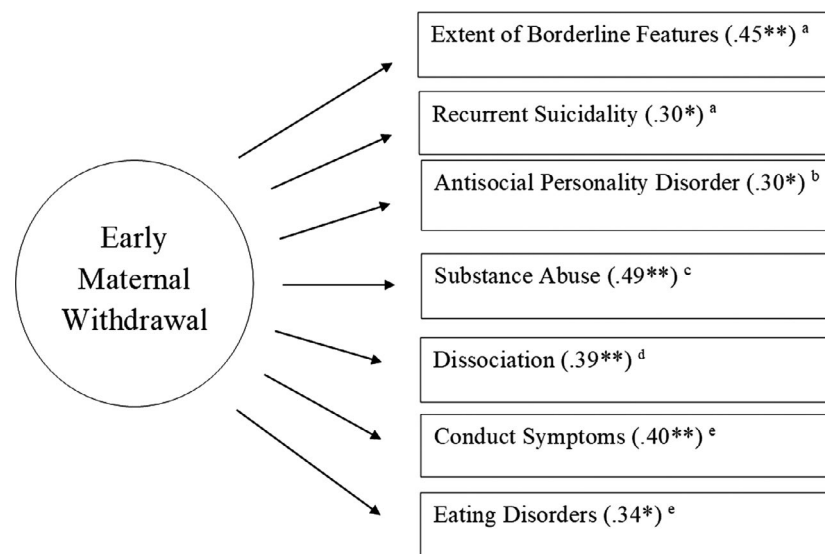 Early
Maternal
Withdrawal
Extent of Borderline Features (.45**) a
Recurrent Suicidality (.30*) a
Antisocial Personality Disorder (.30*) b
Substance Abuse (.49**) c
Dissociation (.39**) d
Conduct Symptoms (.40**) e
Eating Disorders (.34*) e